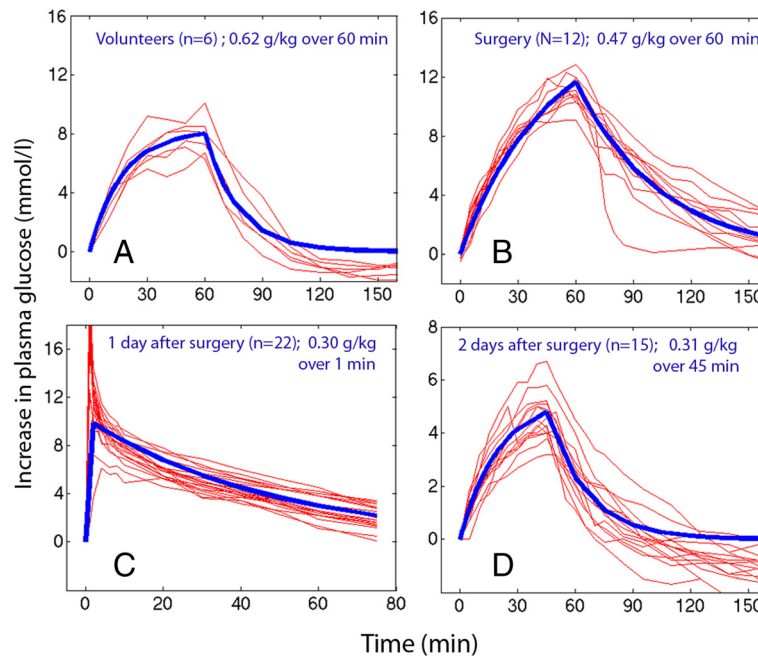 Volunteers (n=6) ; 0.62 g/kg over 60 min
16
12
8
4
0
A
0 30 60 90 120 150
Surgery (N=12); 0.47 g/kg over 60 min
16
12
8
4
0
B
0 30 60 90 120 150
Increase in plasma glucose (mmol/l)
1 day after surgery (n=22); 0.30 g/kg
over 1 min
16
12
8
4
0
C
0 20 40 60 80
2 days after surgery (n=15); 0.31 g/kg
over 45 min
8
6
4
2
0
D
0 30 60 90 120 150
Time (min)